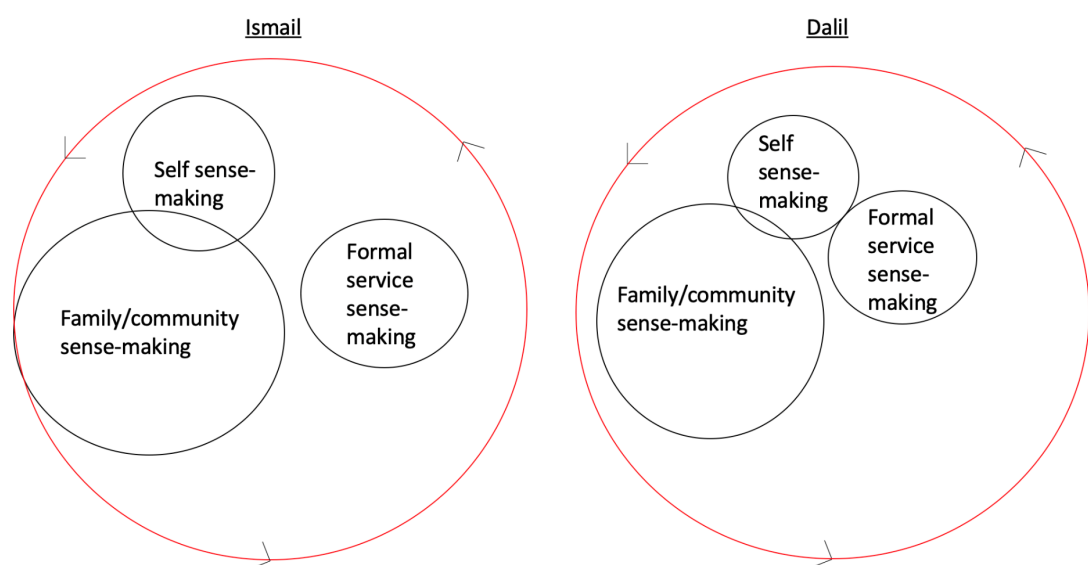 Ismail
Self sense-
making
Family/community
sense-making
Formal
service
sense-
making
Dalil
Self
sense-
making
Family/community
sense-making
Formal
service
sense-
making